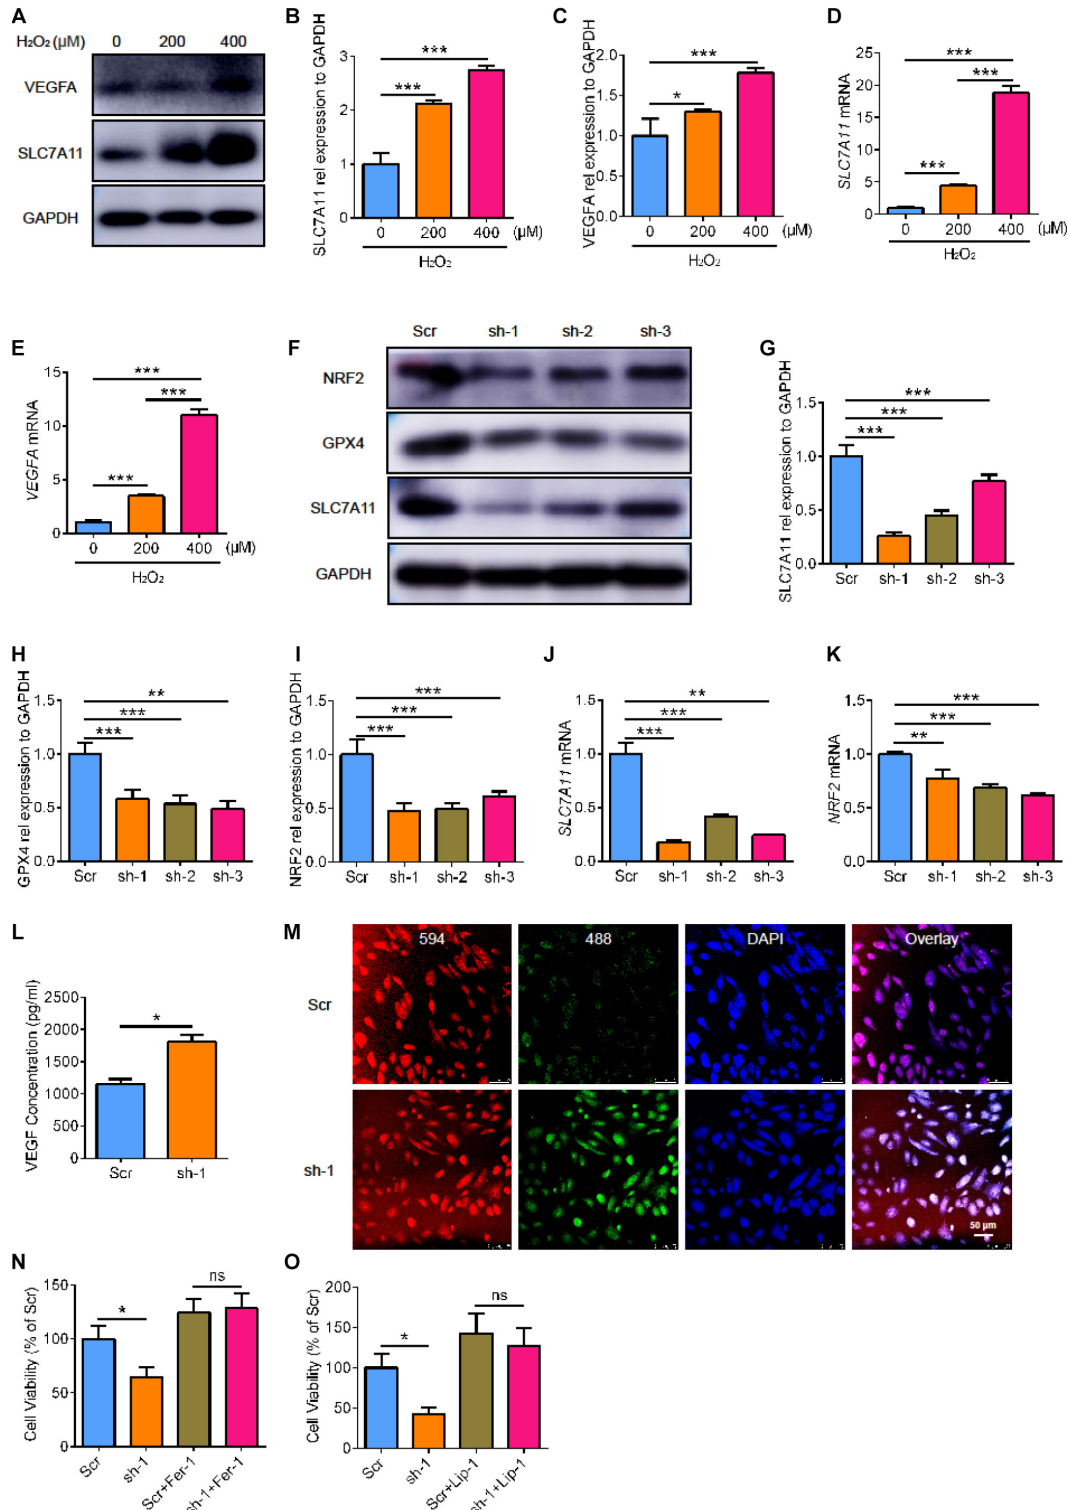 A
H₂O₂ (μM) 0 200 400
VEGFA
SLC7A11
GAPDH
B
SLC7A11 rel expression to GAPDH
3
2
1
0
***
***
0 200 400 (μM)
H₂O₂
C
VEGFA rel expression to GAPDH
2.0
1.5
1.0
0.5
0.0
***
*
0 200 400 (μM)
H₂O₂
D
SLC7A11 mRNA
25
20
15
10
5
0
***
***
***
0 200 400 (μM)
H₂O₂
E
VEGFA mRNA
15
10
5
0
***
***
***
0 200 400 (μM)
H₂O₂
F
Scr sh-1 sh-2 sh-3
NRF2
GPX4
SLC7A11
GAPDH
G
SLC7A11 rel expression to GAPDH
1.5
1.0
0.5
0.0
***
***
***
Scr sh-1 sh-2 sh-3
H
GPX4 rel expression to GAPDH
1.5
1.0
0.5
0.0
**
***
***
Scr sh-1 sh-2 sh-3
I
NRF2 rel expression to GAPDH
1.5
1.0
0.5
0.0
***
***
***
Scr sh-1 sh-2 sh-3
J
SLC7A11 mRNA
1.5
1.0
0.5
0.0
**
***
***
Scr sh-1 sh-2 sh-3
K
NRF2 mRNA
1.5
1.0
0.5
0.0
***
***
**
Scr sh-1 sh-2 sh-3
L
VEGF Concentration (pg/ml)
2500
2000
1500
1000
500
0
*
Scr sh-1
M
594 488 DAPI Overlay
Scr
sh-1
50 μm
N
Cell Viability (% of Scr)
150
100
50
0
*
ns
Scr sh-1 Scr+Fer-1 sh-1+Fer-1
O
Cell Viability (% of Scr)
200
150
100
50
0
*
ns
Scr sh-1 Scr+Lip-1 sh-1+Lip-1